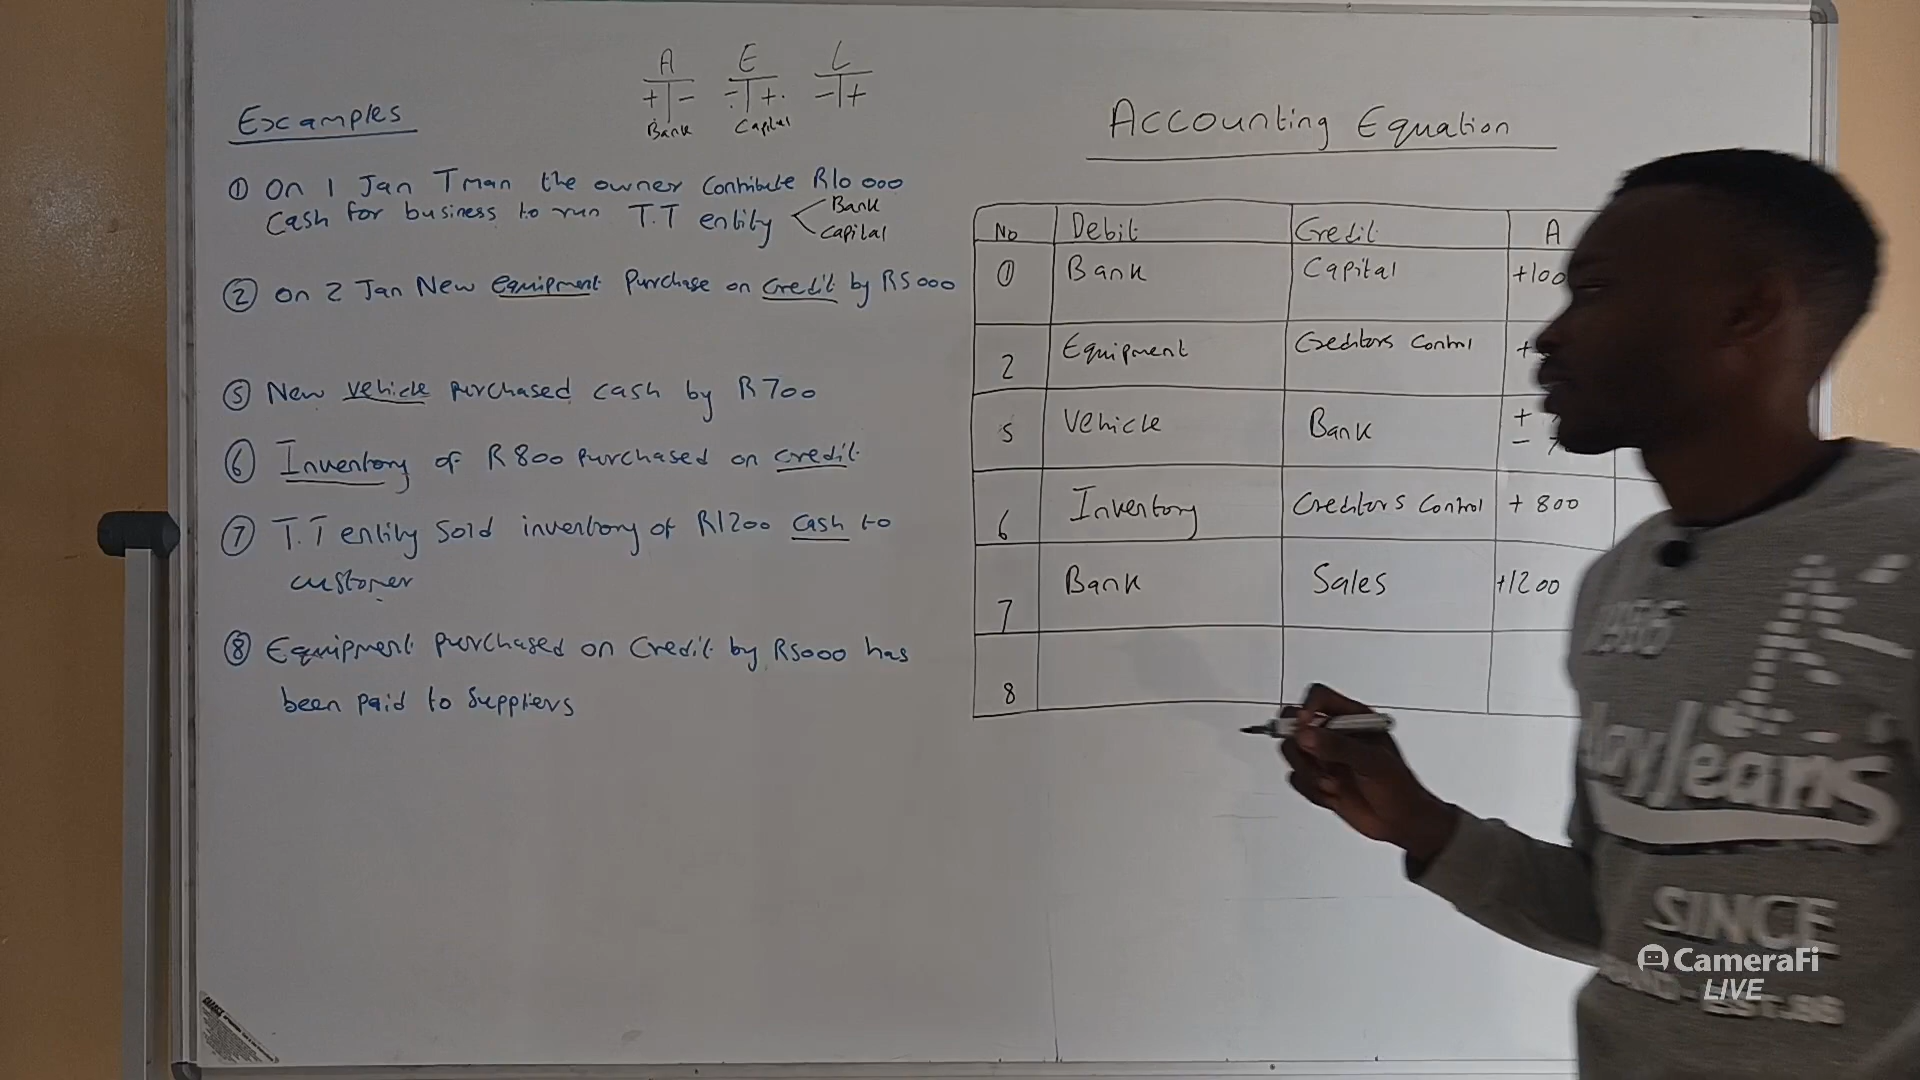 A E L
+ - - + - +
Bank Capital
Examples
① On 1 Jan Tman the owner Contribute R10 000
Cash for business to run T.T entity
Bank
Capital
② on 2 Jan New equipment Purchase on Credit by R5000
⑤ New vehicle purchased cash by R700
⑥ Inventory of R800 purchased on credit
⑦ T.T entity Sold inventory of R1200 cash to
customer
⑧ Equipment purchased on Credit by R5000 has
been paid to Suppliers
Accounting Equation
No Debit Credit A
① Bank Capital +100
2 Equipment Creditors Control +
5 Vehicle Bank +
- 7
6 Inventory Creditors Control + 800
7 Bank Sales +1200
8
Jeans
SINCE
CameraFi
LIVE